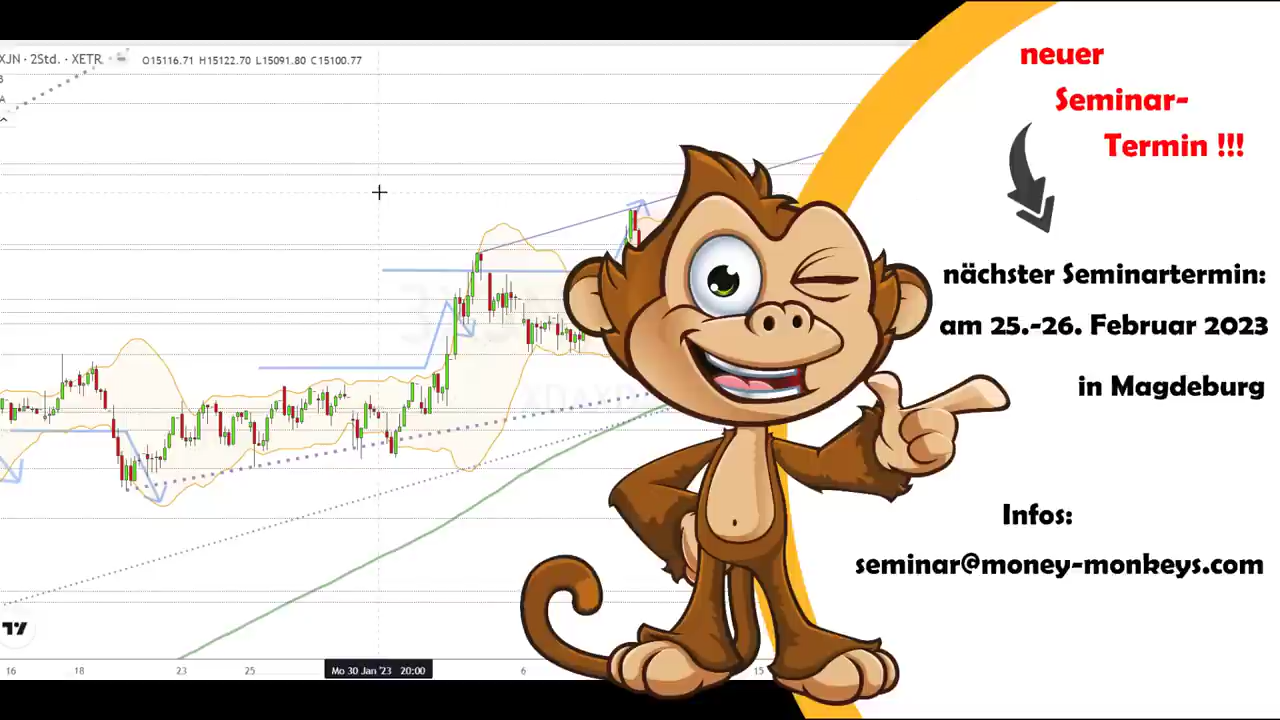 XJN · 2Std. · XETR
O15116.71 H15122.70 L15091.80 C15100.77
neuer
Seminar-
Termin !!!
nächster Seminartermin:
am 25.-26. Februar 2023
in Magdeburg
Infos:
seminar@money-monkeys.com
16 18 23 25 Mo 30 Jan '23 20:00 6 15